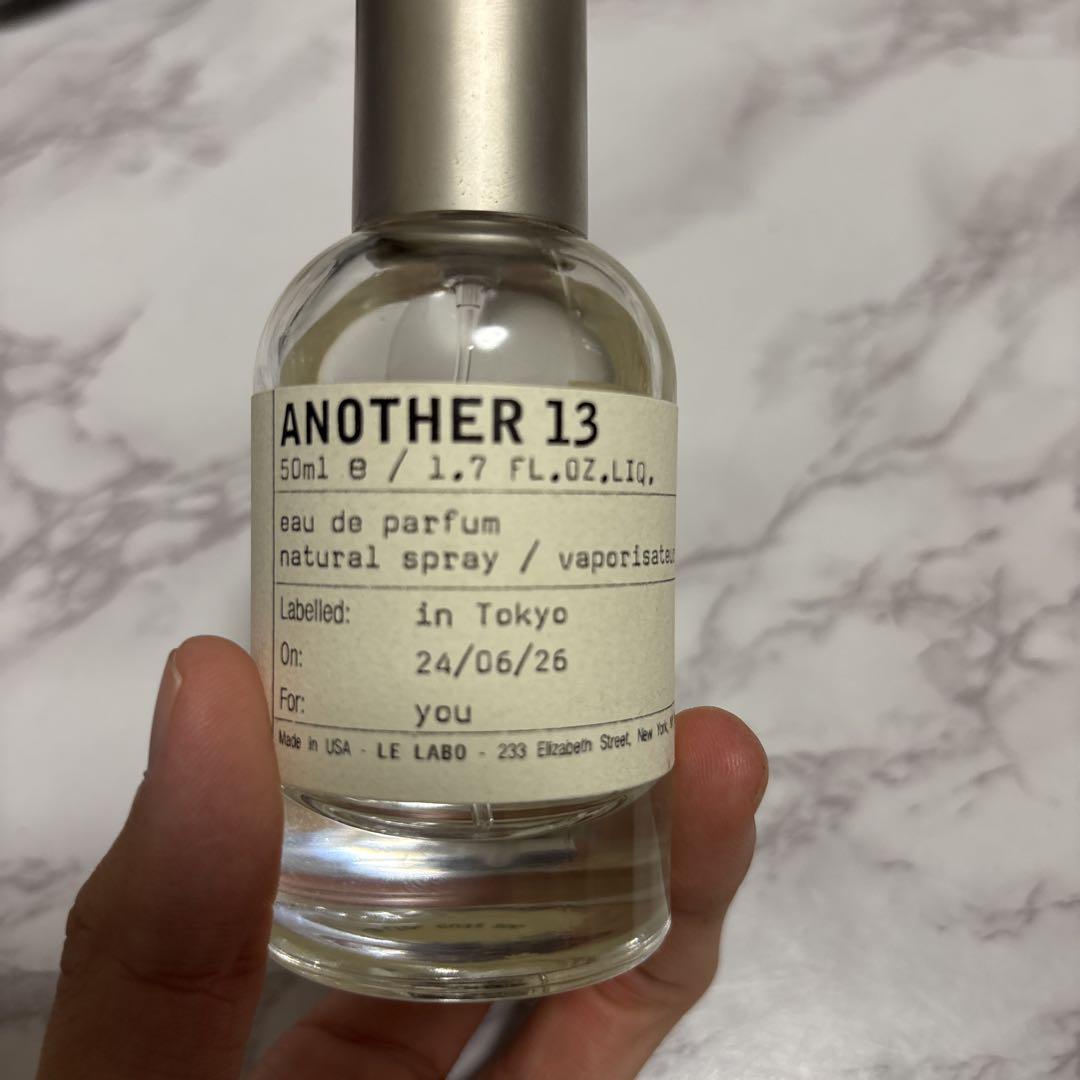 ANOTHER 13
50ml ℮ / 1.7 FL.OZ.LIQ.
eau de parfum
natural spray / vaporisateur
Labelled: in Tokyo
On: 24/06/26
For: you
Made in USA - LE LABO - 233 Elizabeth Street, New York,